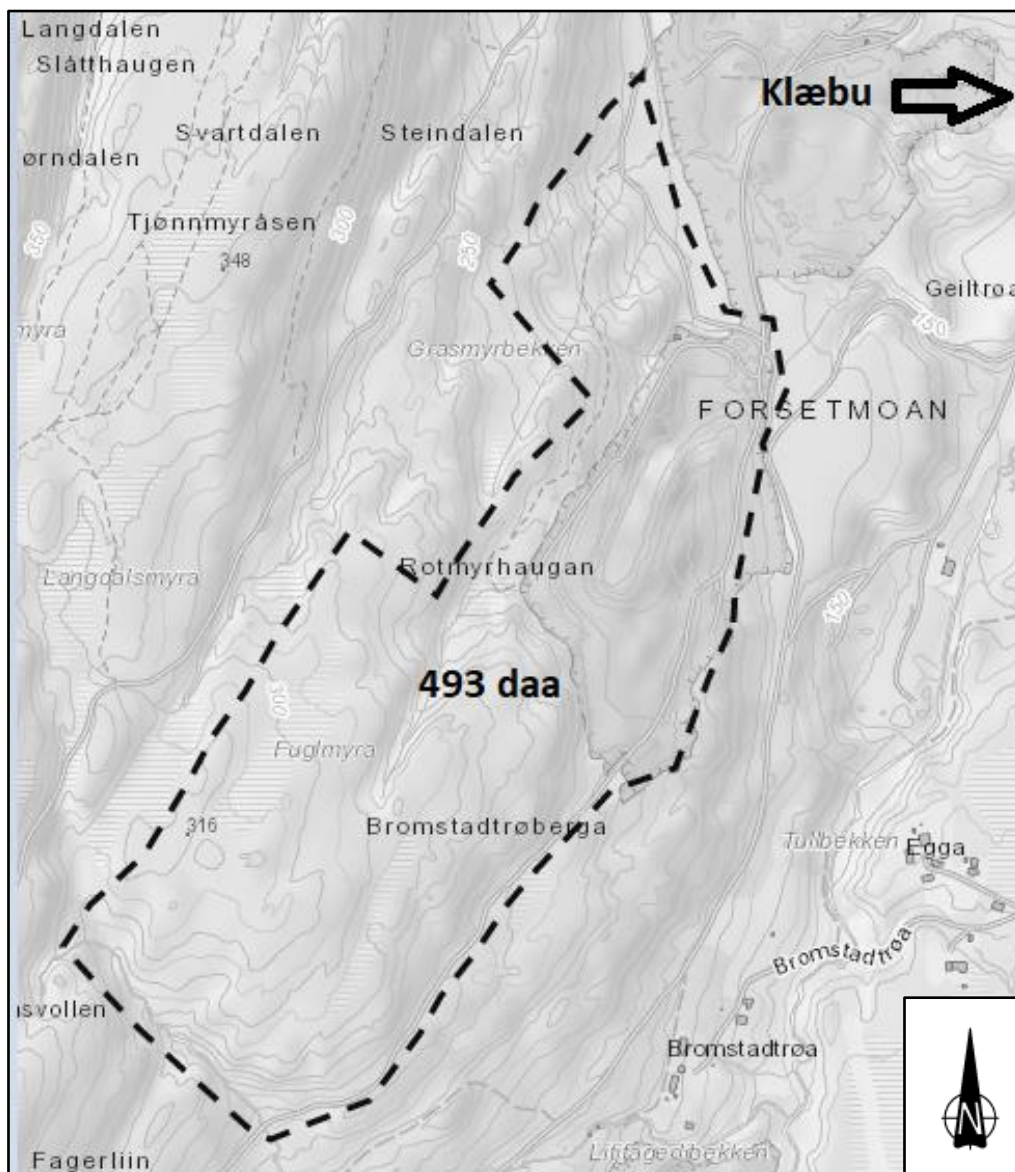 Langdalen
Slåtthaugen
Klæbu
Svartdalen
Steindalen
ørndalen
Tjønnmyråsen
348
350
300
250
Geiltrøa
myra
150
Grasmyrbekken
FORSETMOAN
Rotmyrhaugan
Langdalsmyra
150
493 daa
300
Fuglmyra
316
Bromstadtrøberga
Tullbekken
Egga
Bromstadtrøa
svollen
Bromstadtrøa
Fagerliin
N